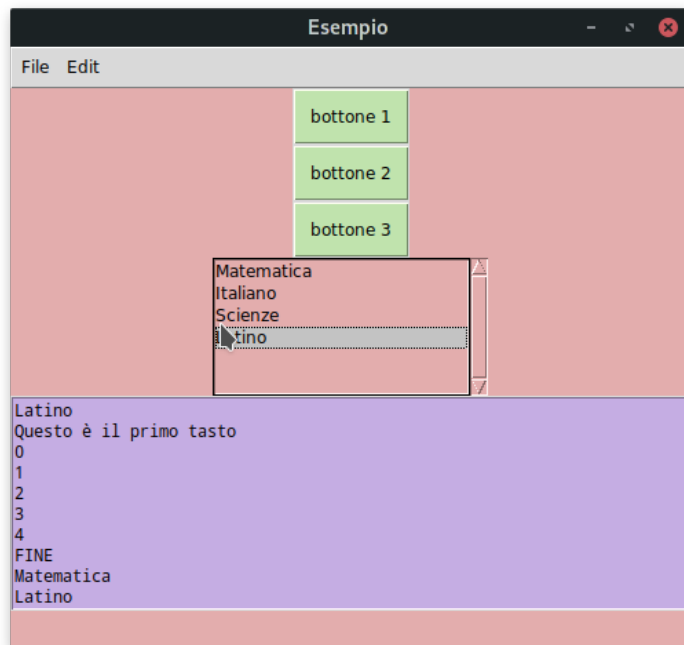 Esempio
File Edit
bottone 1
bottone 2
bottone 3
Matematica
Italiano
Scienze
Latino
Questo è il primo tasto
0
1
2
3
4
FINE
Matematica
Latino